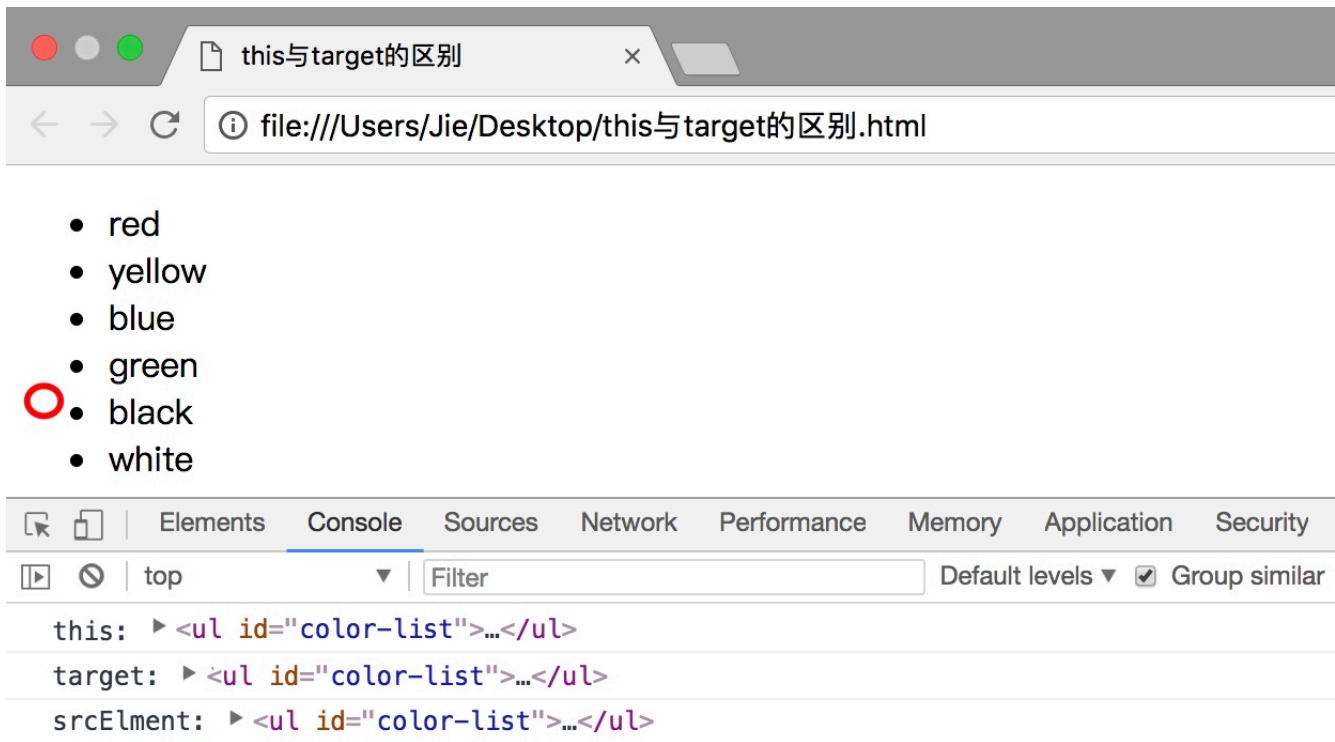 this与target的区别
file:///Users/Jie/Desktop/this与target的区别.html
red
yellow
blue
green
black
white
Elements Console Sources Network Performance Memory Application Security
top Filter Default levels Group similar
this: <ul id="color-list">…</ul>
target: <ul id="color-list">…</ul>
srcElment: <ul id="color-list">…</ul>